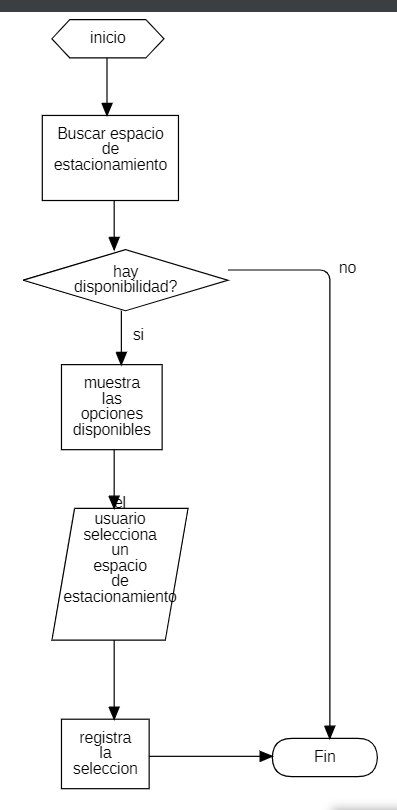 inicio
Buscar espacio
de
estacionamiento
hay
disponibilidad?
no
si
muestra
las
opciones
disponibles
el
usuario
selecciona
un
espacio
de
estacionamiento
registra
la
seleccion
Fin